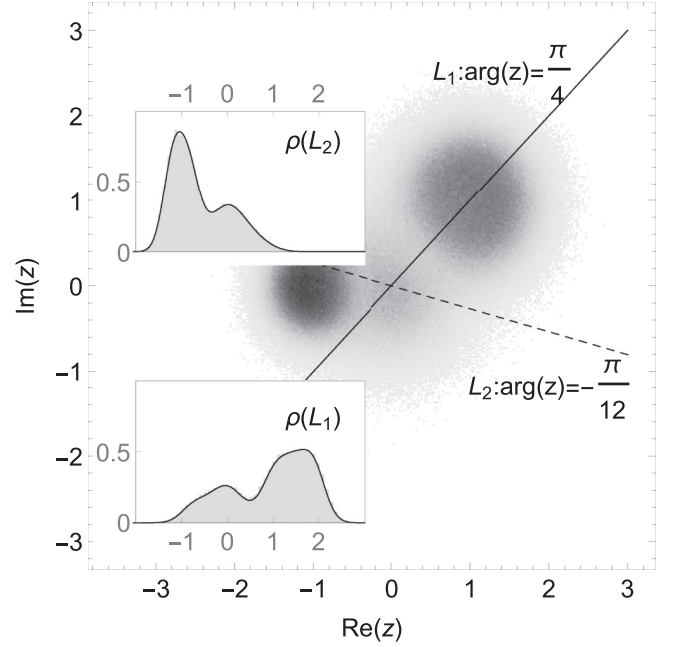 3
2
1
0
−1
−2
−3
Im(z)
L1:arg(z)=π/4
−1 0 1 2
ρ(L2)
0.5
0
L2:arg(z)=−π/12
ρ(L1)
0.5
0
−1 0 1 2
−3 −2 −1 0 1 2 3
Re(z)